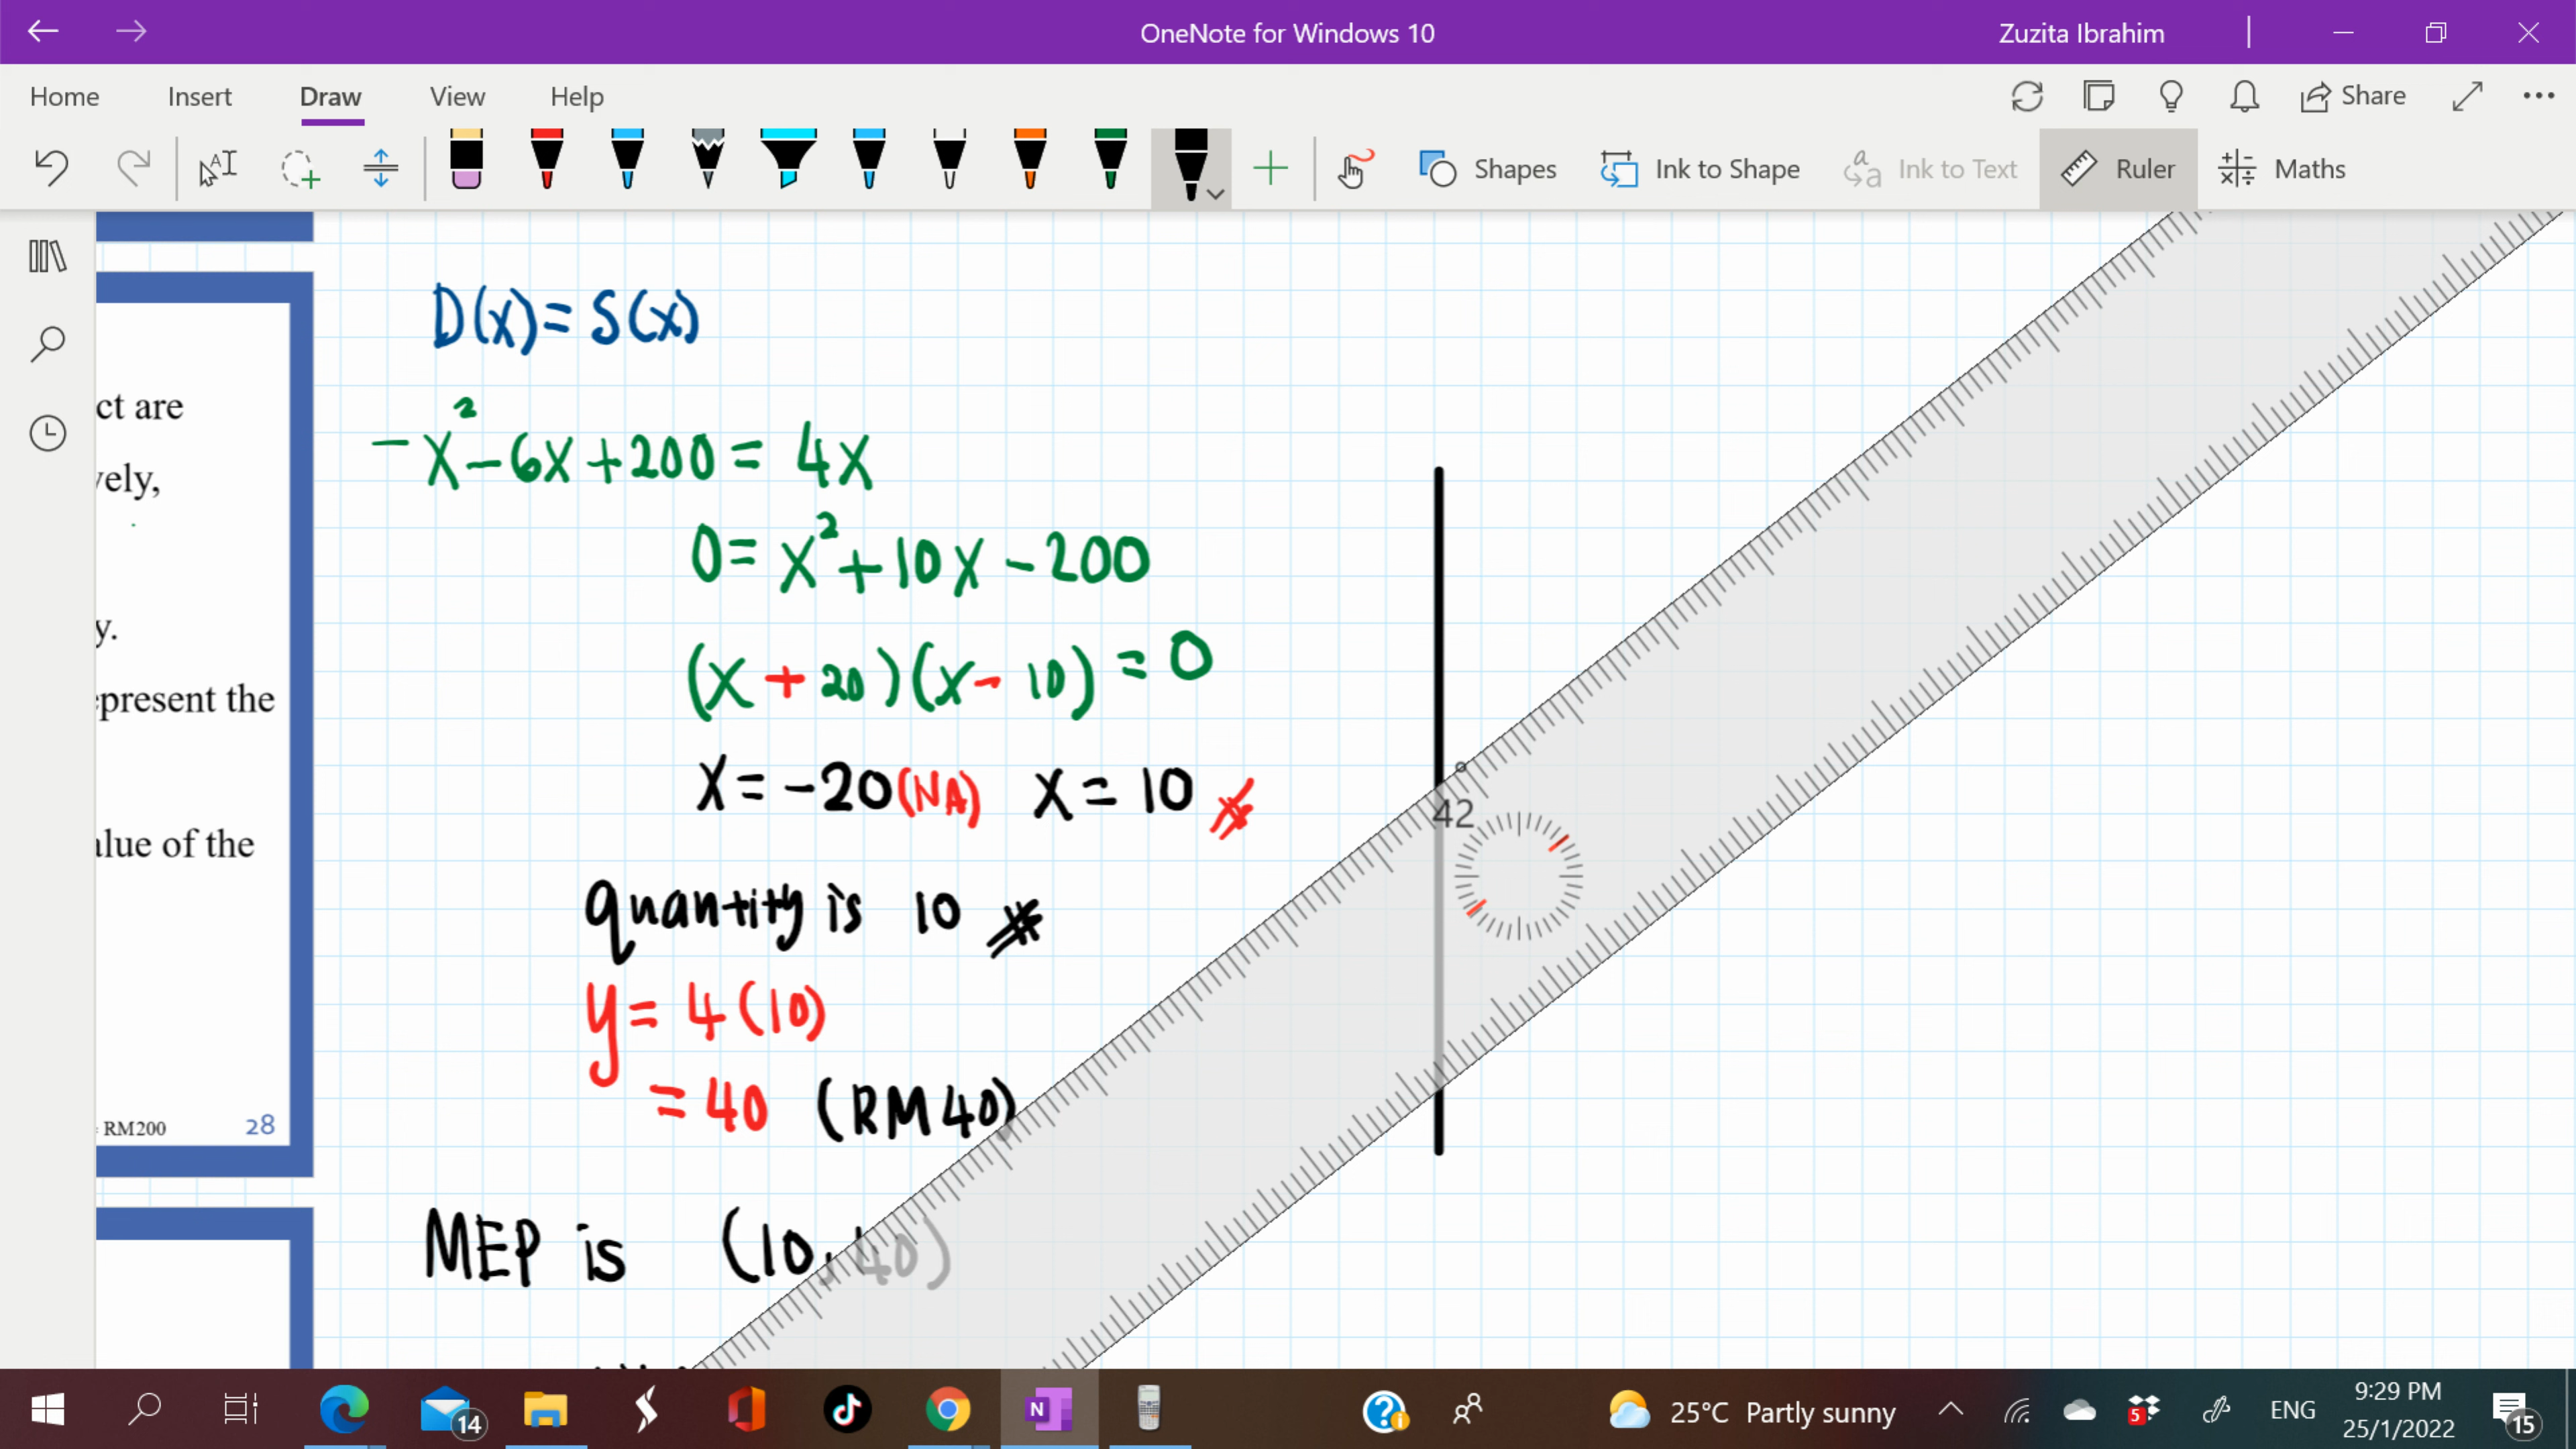 OneNote for Windows 10
Zuzita Ibrahim
Home Insert Draw View Help
Share
Shapes Ink to Shape Ink to Text Ruler Maths
D(x) = S(x)
-x² - 6x + 200 = 4x
0 = x² + 10x - 200
(x + 20)(x - 10) = 0
x = -20 (NA) x = 10
quantity is 10
y = 4(10)
= 40 (RM40)
MEP is (10, 40)
42°
ct are
ely,
y.
present the
lue of the
RM200 28
14
25°C Partly sunny
5
ENG
9:29 PM
25/1/2022
15